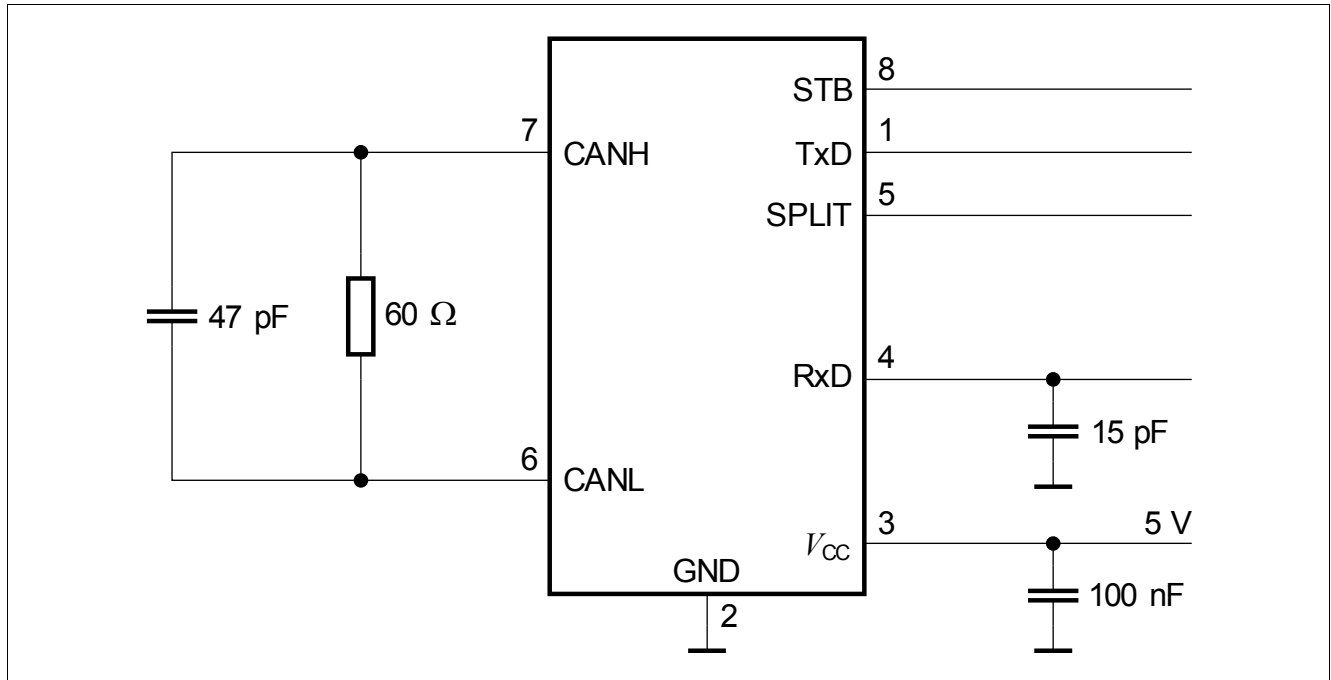 8
STB
7
1
CANH
TxD
5
SPLIT
47 pF
60 Ω
4
RxD
15 pF
6
CANL
3
5 V
VCC
GND
100 nF
2